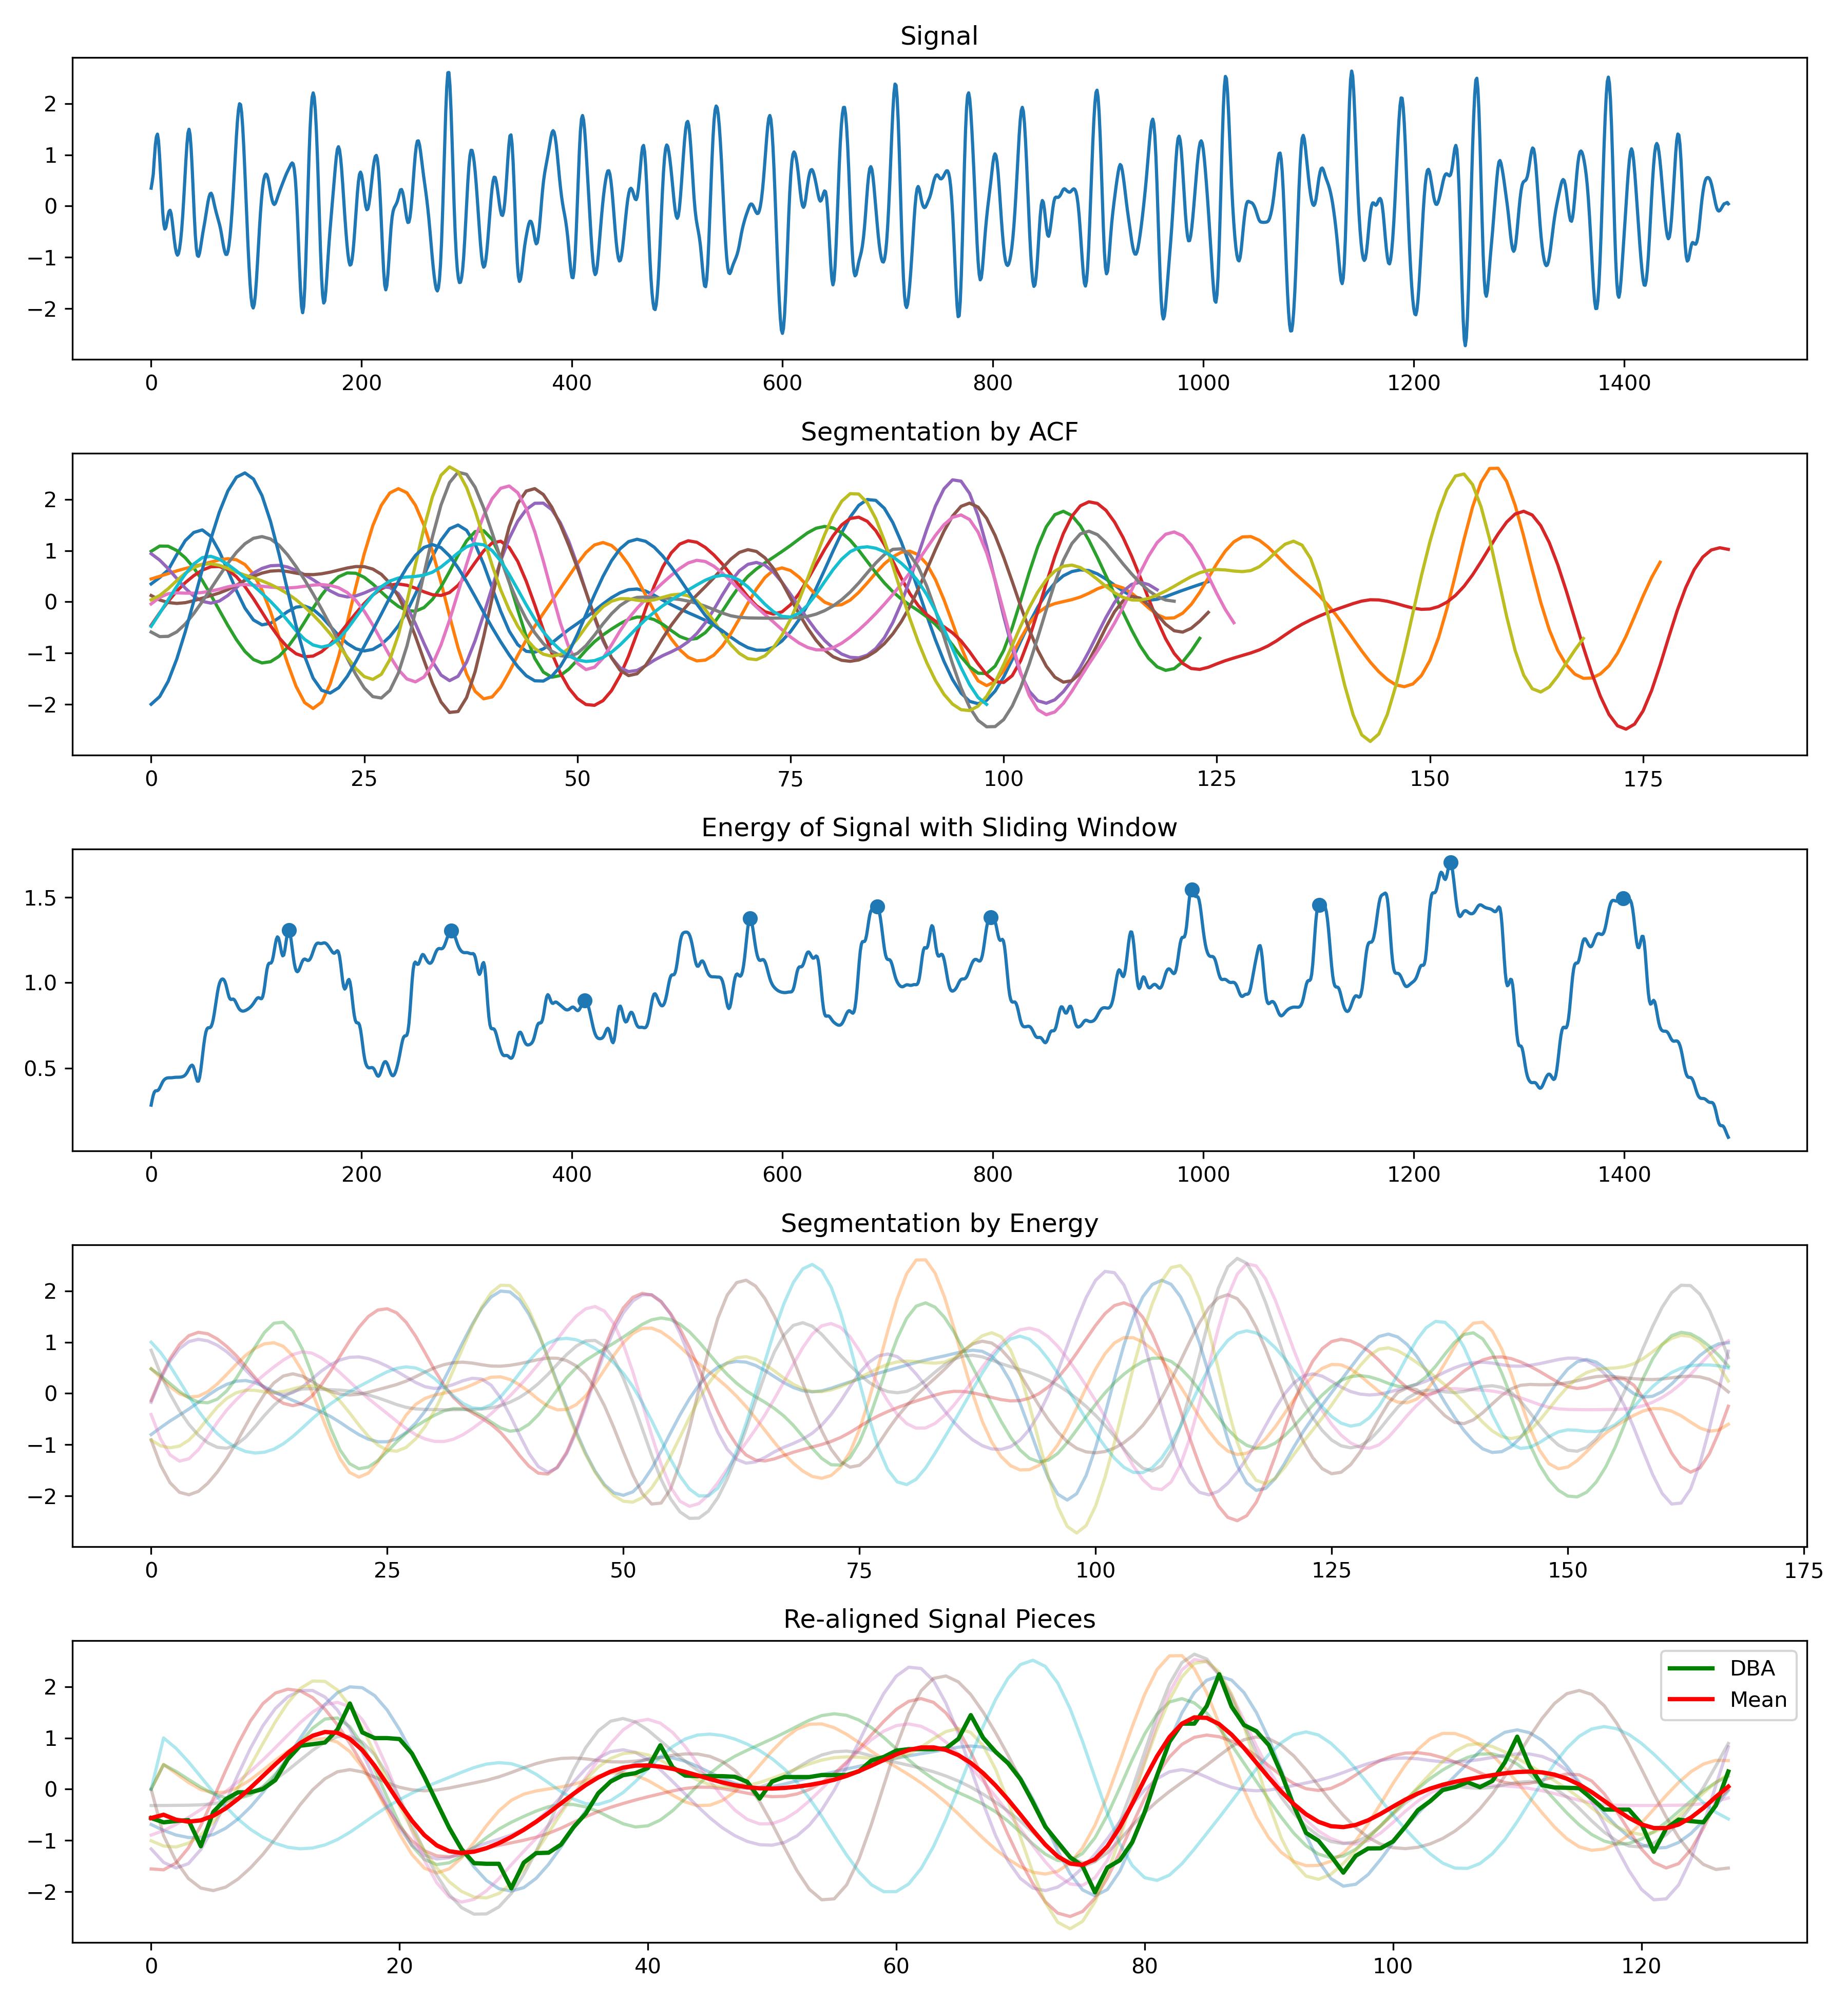 Signal
2
1
0
−1
−2
0 200 400 600 800 1000 1200 1400
Segmentation by ACF
2
1
0
−1
−2
0 25 50 75 100 125 150 175
Energy of Signal with Sliding Window
1.5
1.0
0.5
0 200 400 600 800 1000 1200 1400
Segmentation by Energy
2
1
0
−1
−2
0 25 50 75 100 125 150 175
Re-aligned Signal Pieces
DBA
Mean
2
1
0
−1
−2
0 20 40 60 80 100 120